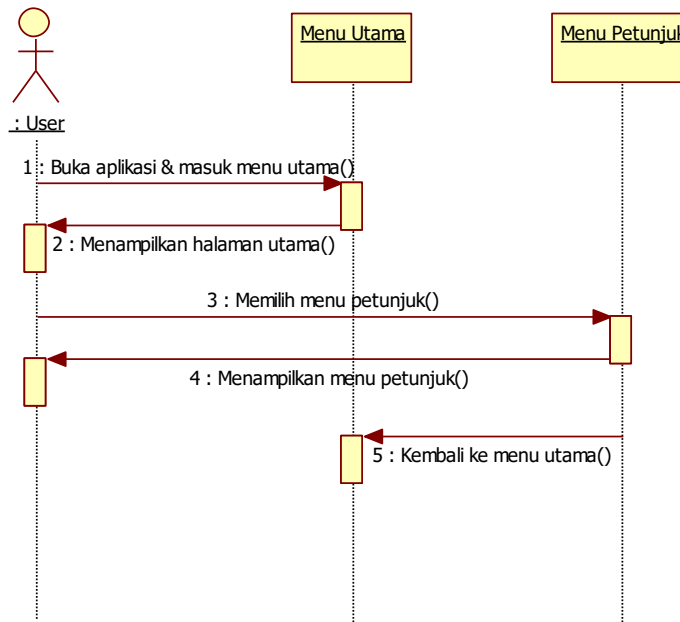 Menu Utama
Menu Petunjuk
: User
1 : Buka aplikasi & masuk menu utama()
2 : Menampilkan halaman utama()
3 : Memilih menu petunjuk()
4 : Menampilkan menu petunjuk()
5 : Kembali ke menu utama()